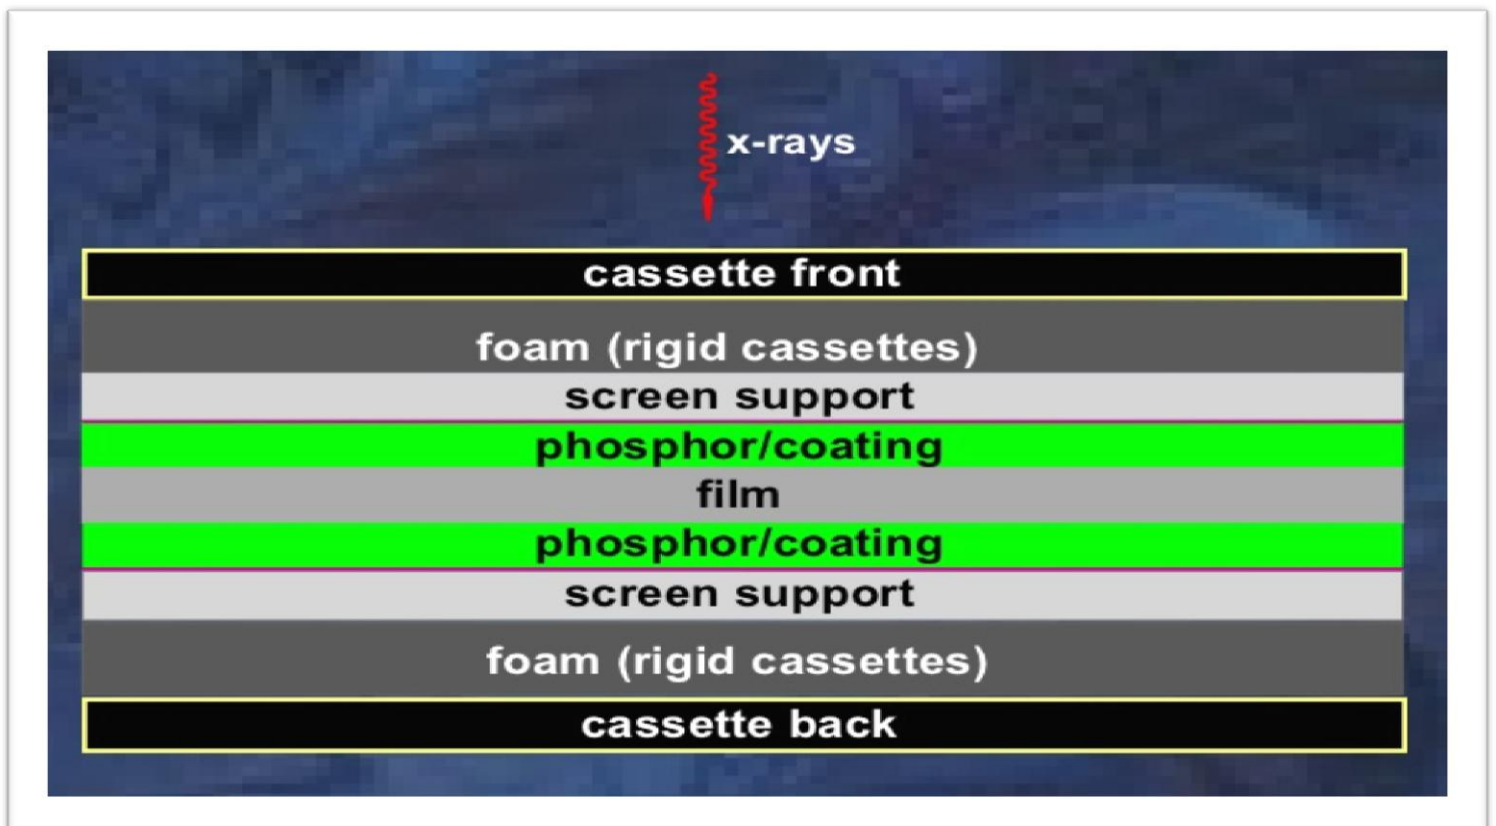 x-rays
cassette front
foam (rigid cassettes)
screen support
phosphor/coating
film
phosphor/coating
screen support
foam (rigid cassettes)
cassette back